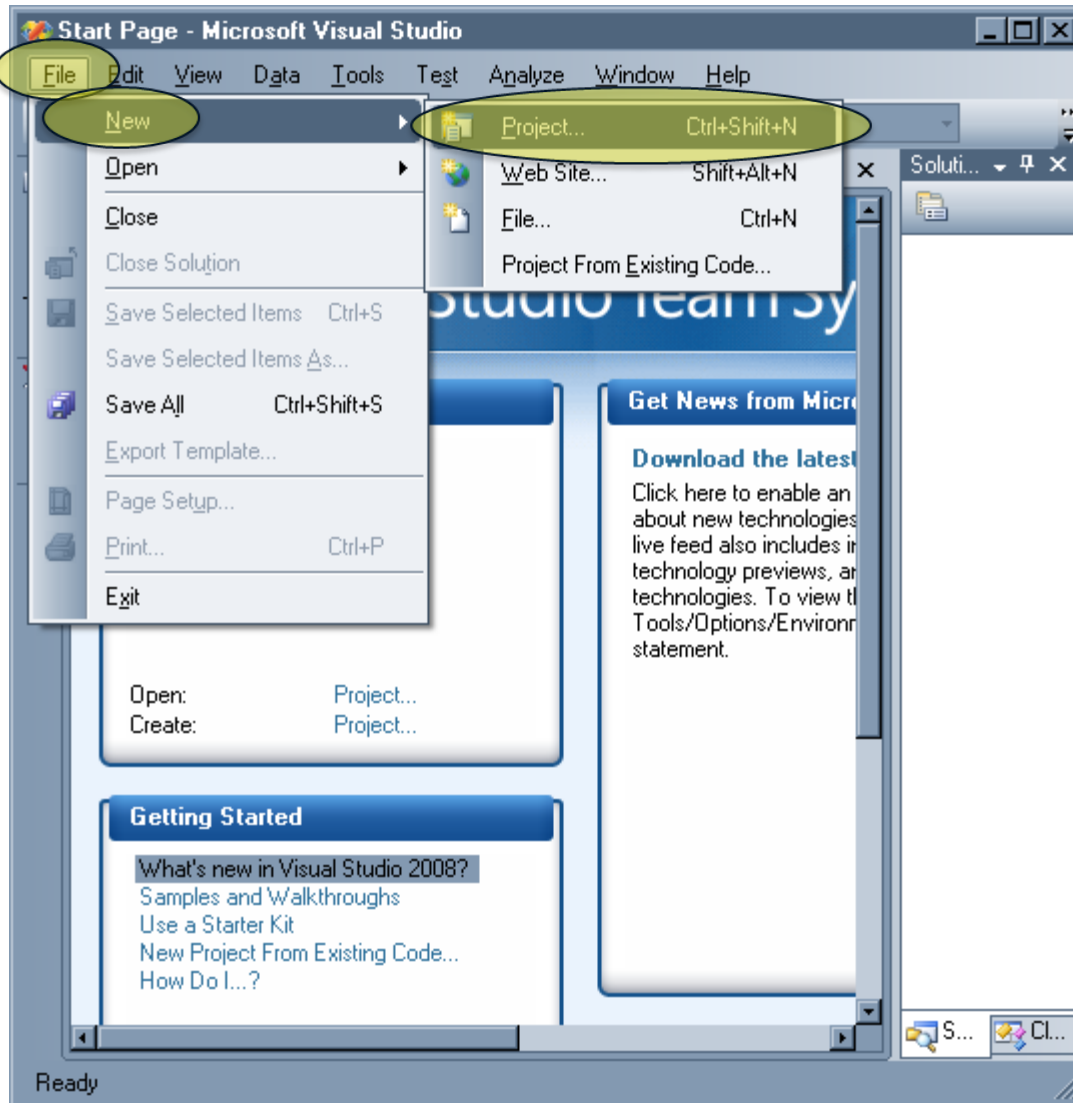 Start Page - Microsoft Visual Studio
File Edit View Data Tools Test Analyze Window Help
New
Open
Close
Close Solution
Save Selected Items Ctrl+S
Save Selected Items As...
Save All Ctrl+Shift+S
Export Template...
Page Setup...
Print... Ctrl+P
Exit
Project... Ctrl+Shift+N
Web Site... Shift+Alt+N
File... Ctrl+N
Project From Existing Code...
Soluti...
Studio Team Sy
Open: Project...
Create: Project...
Getting Started
What's new in Visual Studio 2008?
Samples and Walkthroughs
Use a Starter Kit
New Project From Existing Code...
How Do I...?
Get News from Micro
Download the latest
Click here to enable an
about new technologies
live feed also includes
technology previews,
technologies. To view
Tools/Options/Environ
statement.
S... Cl...
Ready